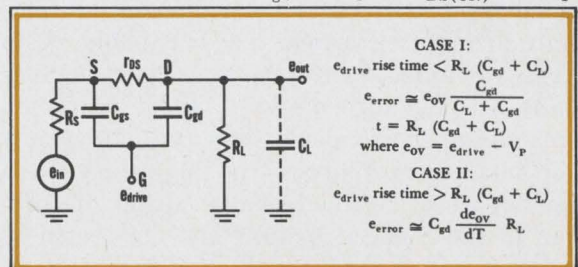 S r_DS D e_out
R_S C_gs C_gd R_L C_L
e_in G
e_drive
CASE I:
e_drive rise time < R_L (C_gd + C_L)
e_error ≅ e_OV C_gd / (C_L + C_gd)
t = R_L (C_gd + C_L)
where e_OV = e_drive − V_P
CASE II:
e_drive rise time > R_L (C_gd + C_L)
e_error ≅ C_gd de_OV / dT R_L